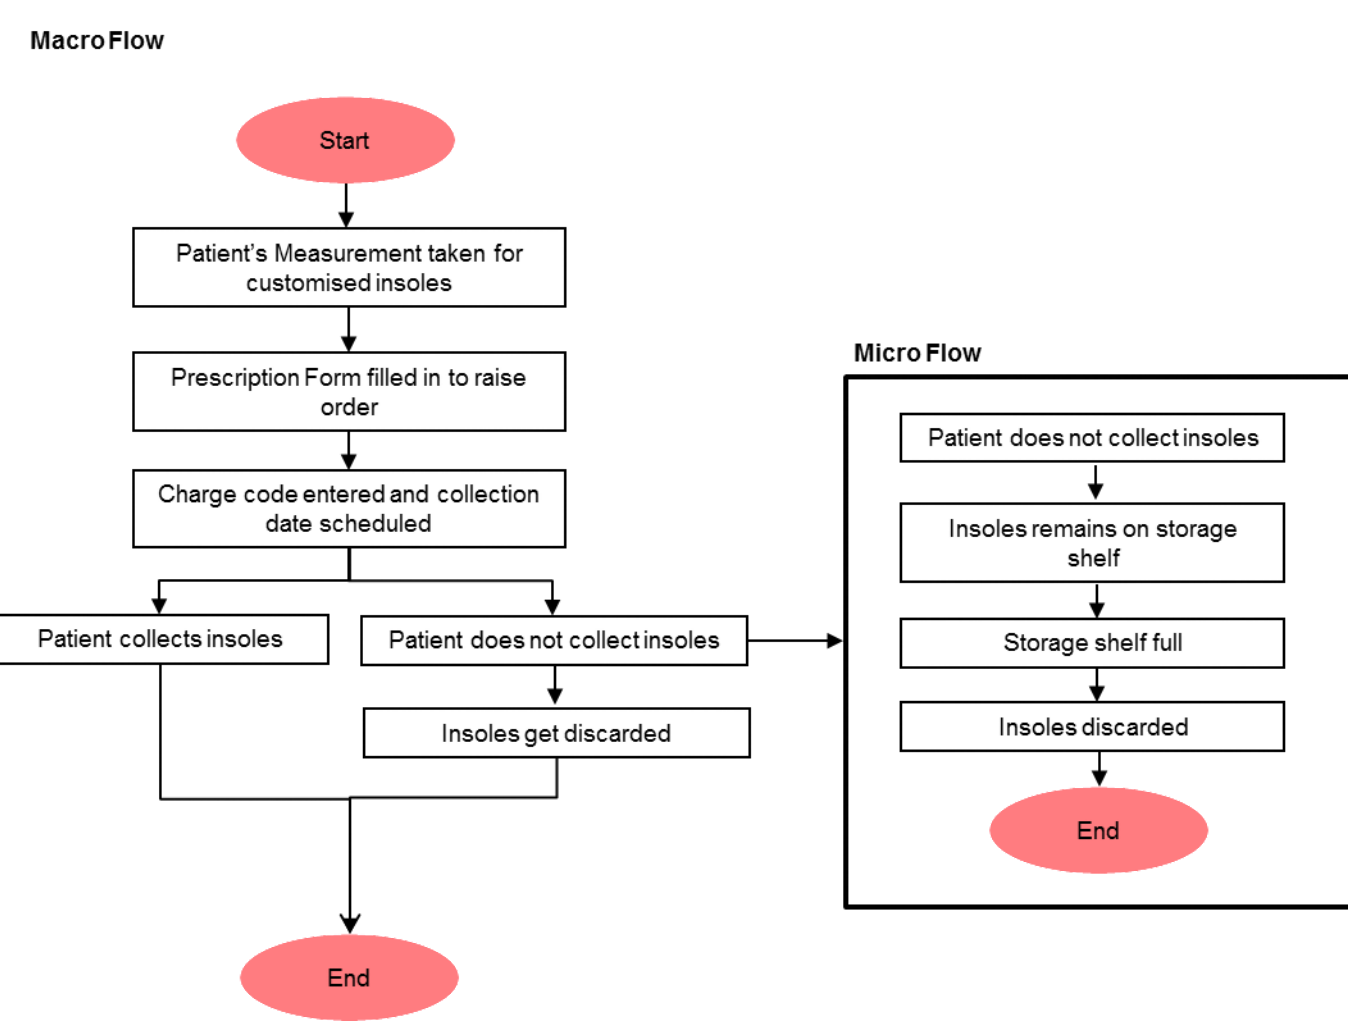 Macro Flow
Start
Patient’s Measurement taken for
customised insoles
Prescription Form filled in to raise
order
Charge code entered and collection
date scheduled
Patient collects insoles
Patient does not collect insoles
Insoles get discarded
End
Micro Flow
Patient does not collect insoles
Insoles remains on storage
shelf
Storage shelf full
Insoles discarded
End